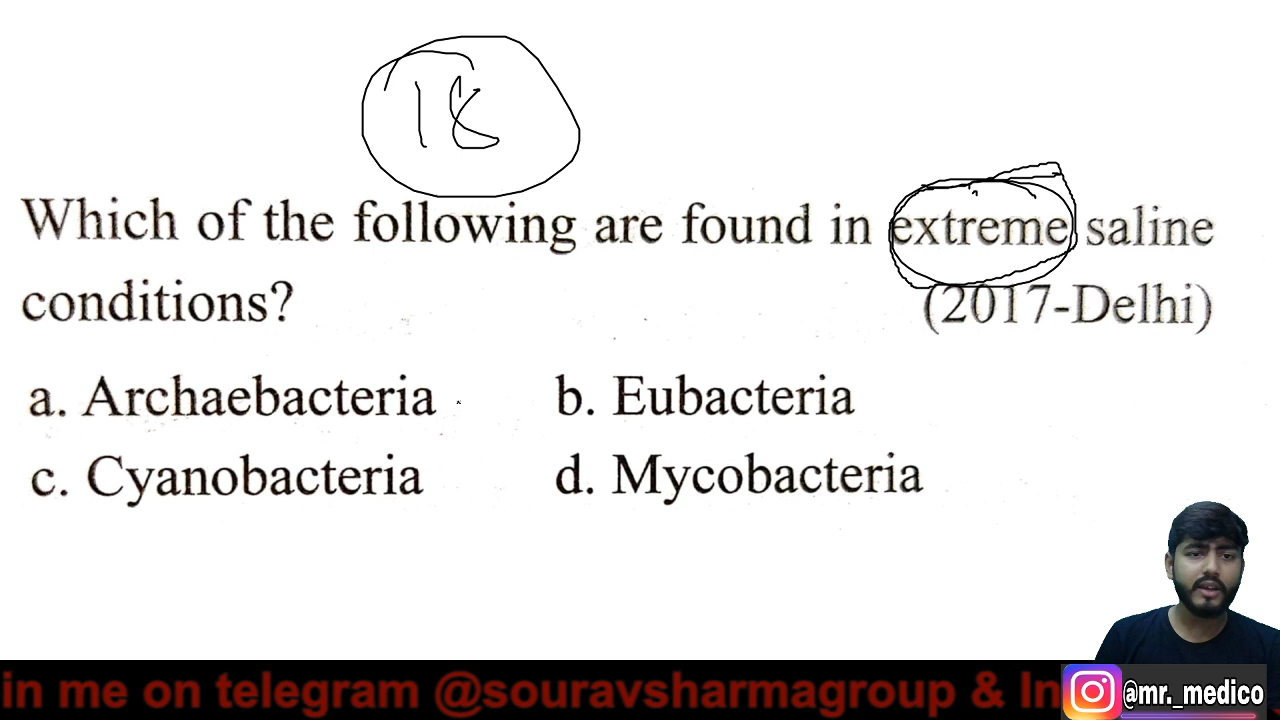 18
Which of the following are found in extreme saline
conditions? (2017-Delhi)
a. Archaebacteria b. Eubacteria
c. Cyanobacteria d. Mycobacteria
in me on telegram @souravsharmagroup & In
@mr._medico